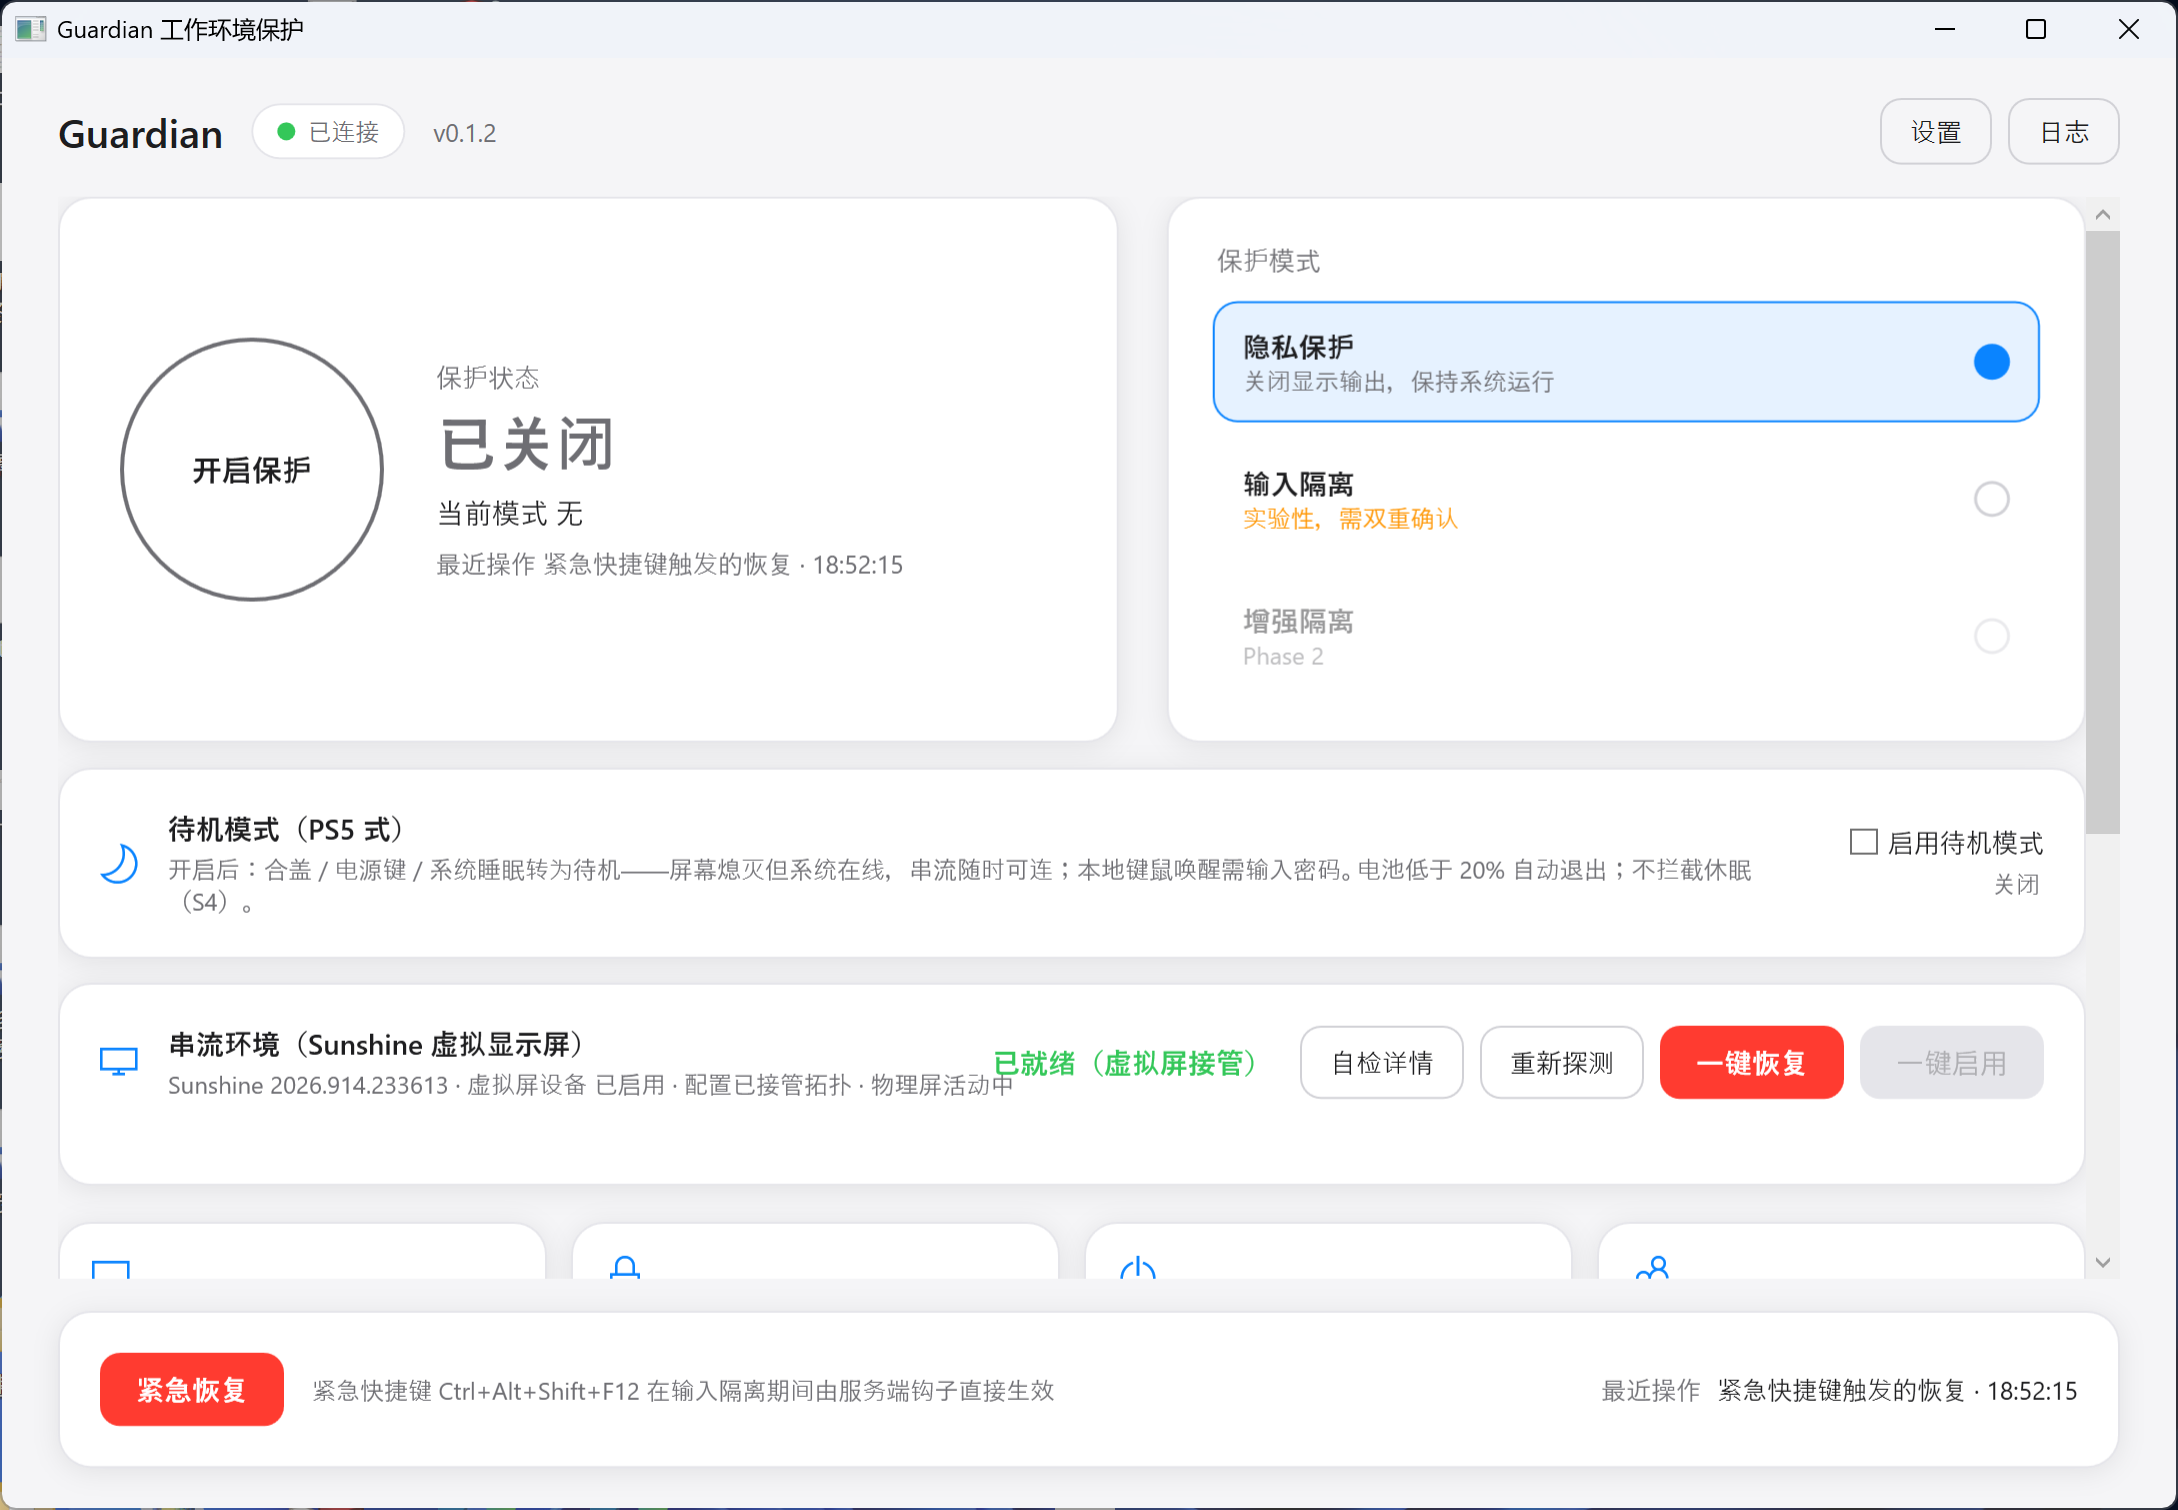 Guardian 工作环境保护
Guardian
已连接
v0.1.2
设置
日志
开启保护
保护状态
已关闭
当前模式 无
最近操作 紧急快捷键触发的恢复 · 18:52:15
保护模式
隐私保护
关闭显示输出，保持系统运行
输入隔离
实验性，需双重确认
增强隔离
Phase 2
待机模式（PS5 式）
开启后：合盖 / 电源键 / 系统睡眠转为待机——屏幕熄灭但系统在线，串流随时可连；本地键鼠唤醒需输入密码。电池低于 20% 自动退出；不拦截休眠
（S4）。
启用待机模式
关闭
串流环境（Sunshine 虚拟显示屏）
Sunshine 2026.914.233613 · 虚拟屏设备 已启用 · 配置已接管拓扑 · 物理屏活动中
已就绪（虚拟屏接管）
自检详情
重新探测
一键恢复
一键启用
紧急恢复
紧急快捷键 Ctrl+Alt+Shift+F12 在输入隔离期间由服务端钩子直接生效
最近操作 紧急快捷键触发的恢复 · 18:52:15